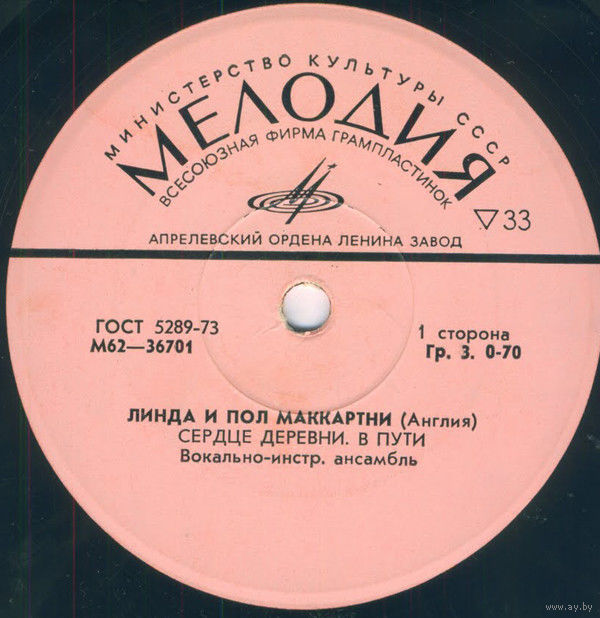 МИНИСТЕРСТВО КУЛЬТУРЫ СССР
МЕЛОДИЯ
ВСЕСОЮЗНАЯ ФИРМА ГРАМПЛАСТИНОК
▽33
АПРЕЛЕВСКИЙ ОРДЕНА ЛЕНИНА ЗАВОД
ГОСТ 5289-73
М62—36701
1 сторона
Гр. 3. 0-70
ЛИНДА И ПОЛ МАККАРТНИ (Англия)
СЕРДЦЕ ДЕРЕВНИ. В ПУТИ
Вокально-инстр. ансамбль
www.ay.by